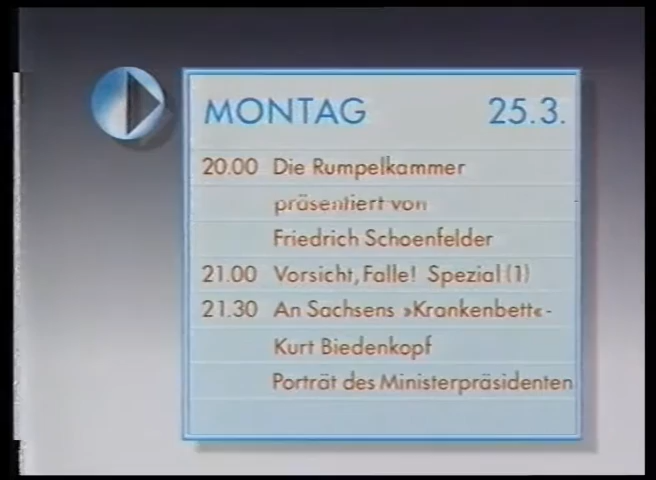 MONTAG 25.3.
20.00 Die Rumpelkammer
präsentiert von
Friedrich Schoenfelder
21.00 Vorsicht, Falle! Spezial (1)
21.30 An Sachsens »Krankenbett«-
Kurt Biedenkopf
Porträt des Ministerpräsidenten